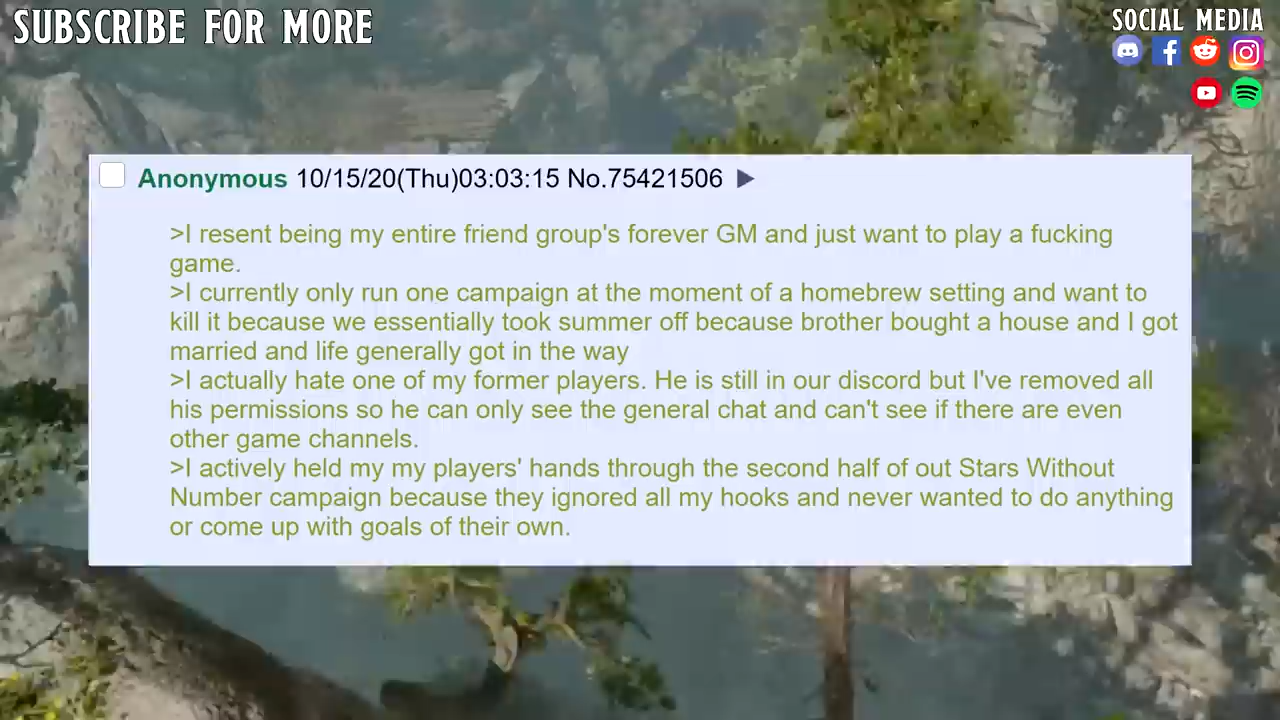 SUBSCRIBE FOR MORE
SOCIAL MEDIA
Anonymous 10/15/20(Thu)03:03:15 No.75421506 ▶
>I resent being my entire friend group's forever GM and just want to play a fucking
game.
>I currently only run one campaign at the moment of a homebrew setting and want to
kill it because we essentially took summer off because brother bought a house and I got
married and life generally got in the way
>I actually hate one of my former players. He is still in our discord but I've removed all
his permissions so he can only see the general chat and can't see if there are even
other game channels.
>I actively held my my players' hands through the second half of out Stars Without
Number campaign because they ignored all my hooks and never wanted to do anything
or come up with goals of their own.